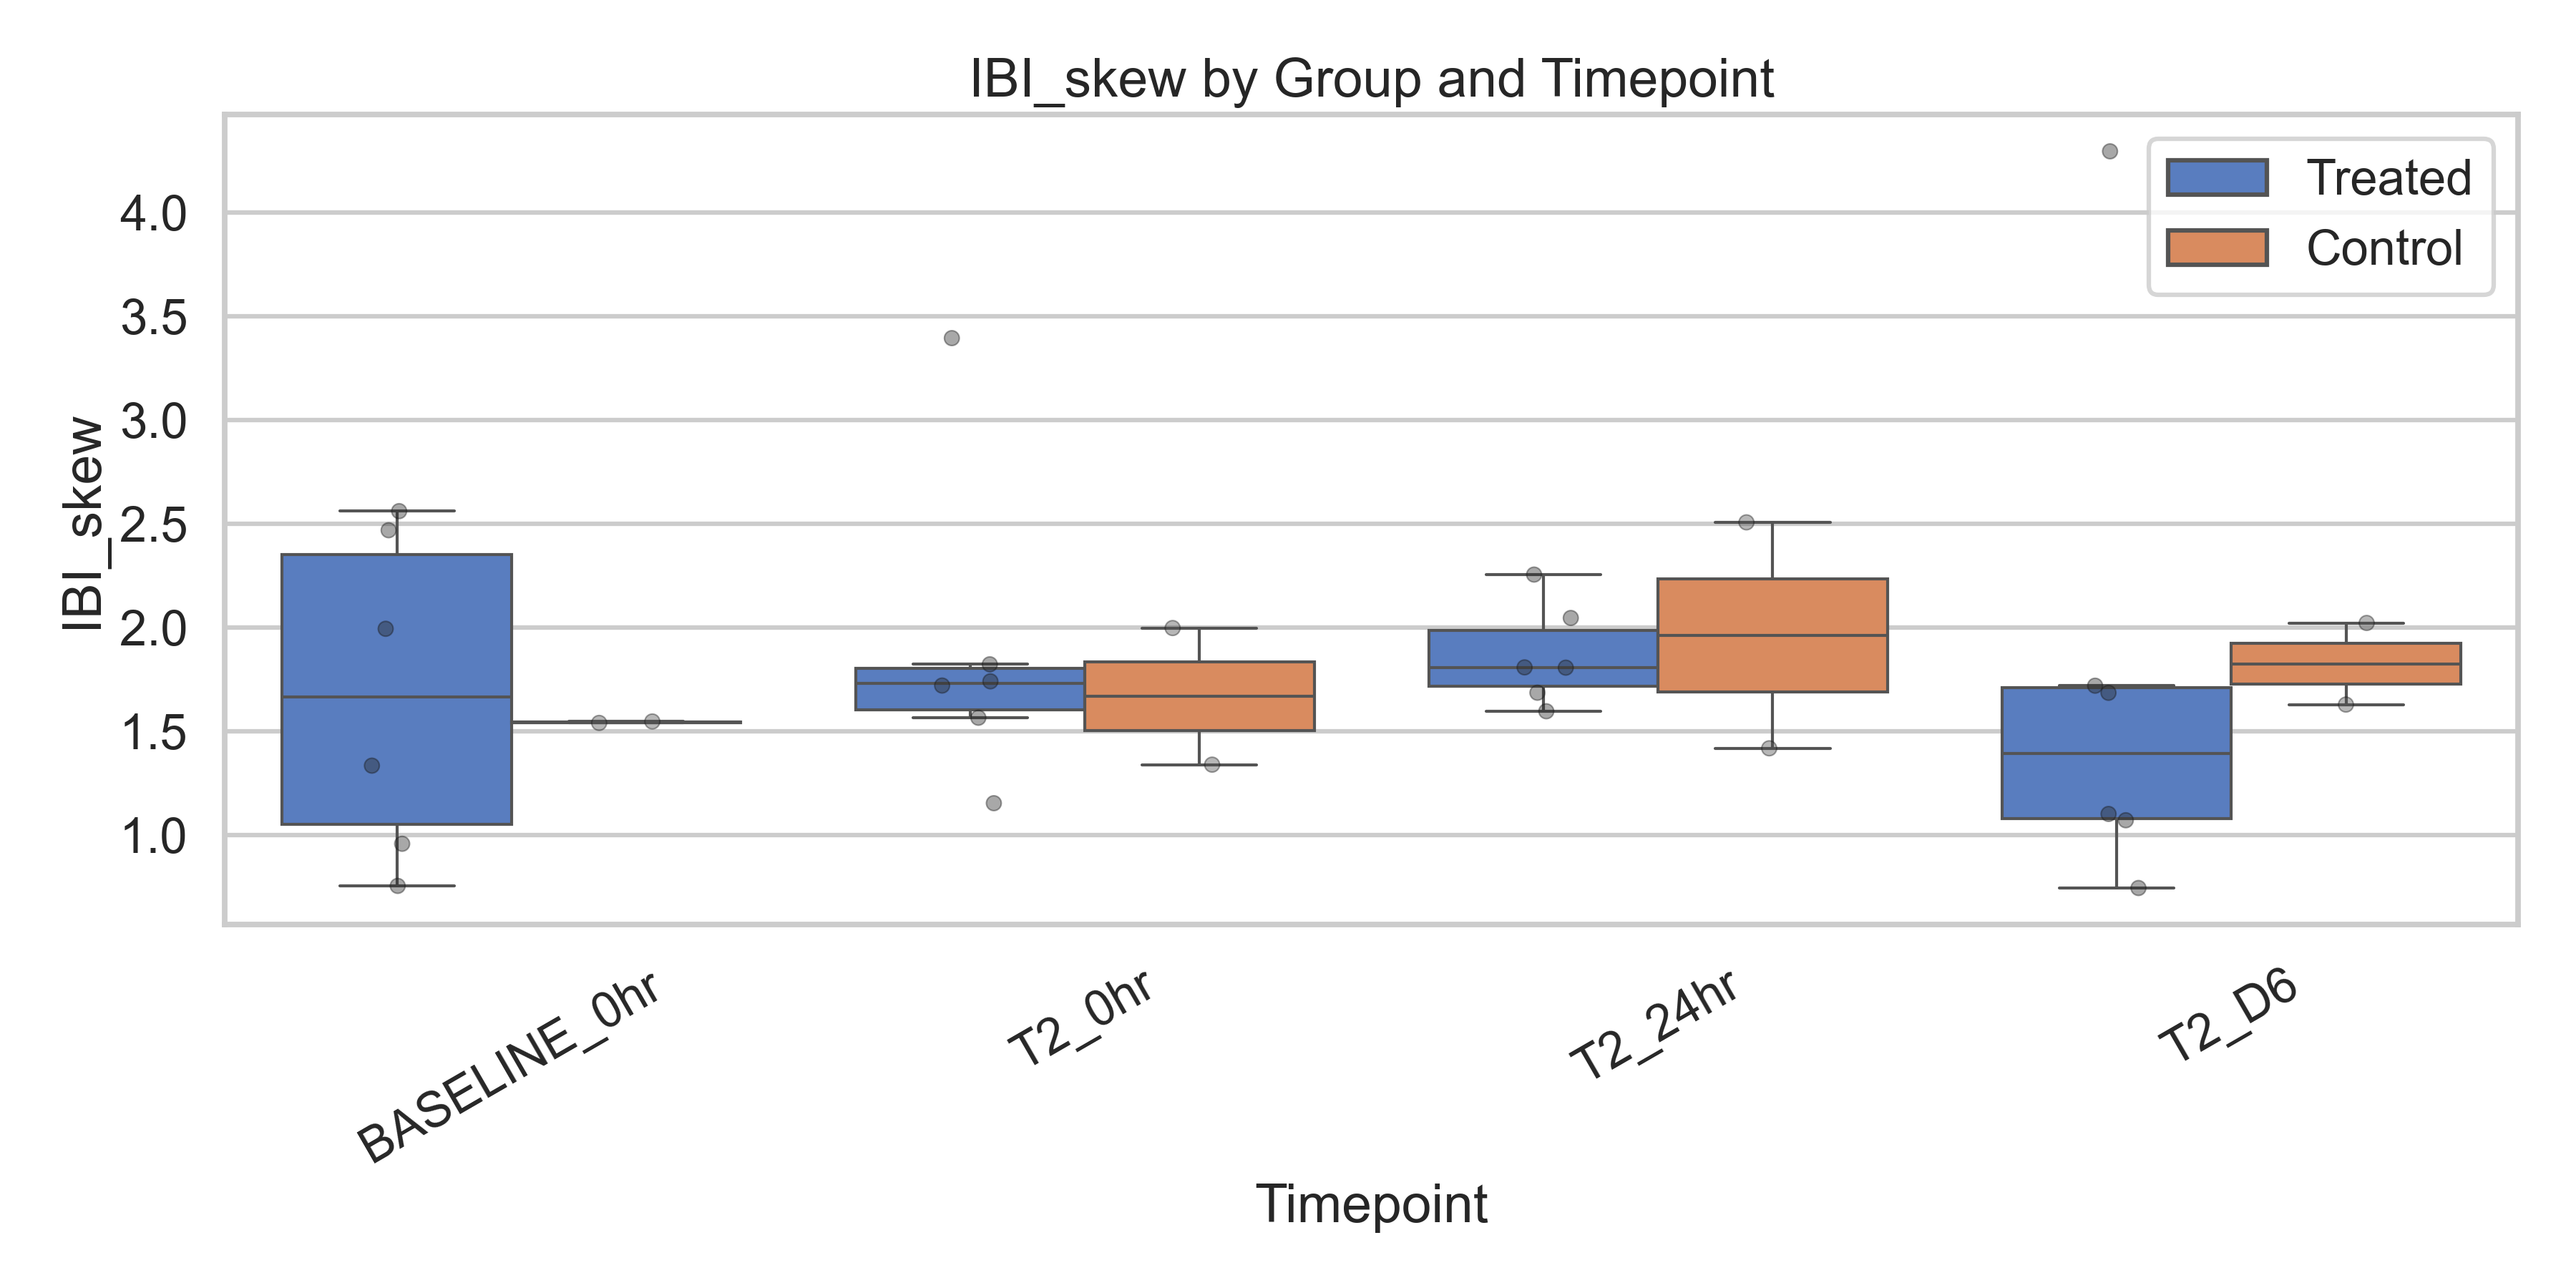 IBI_skew by Group and Timepoint
Treated
Control
IBI_skew
4.0
3.5
3.0
2.5
2.0
1.5
1.0
BASELINE_0hr
T2_0hr
T2_24hr
T2_D6
Timepoint